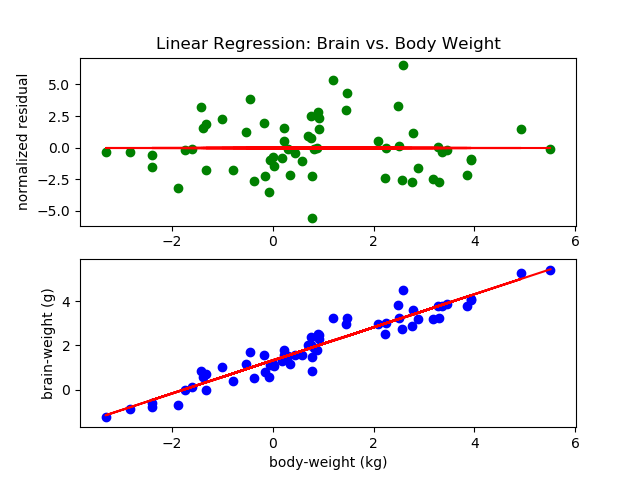 Linear Regression: Brain vs. Body Weight
normalized residual
5.0
2.5
0.0
−2.5
−5.0
−2 0 2 4 6
brain-weight (g)
4
2
0
−2 0 2 4 6
body-weight (kg)